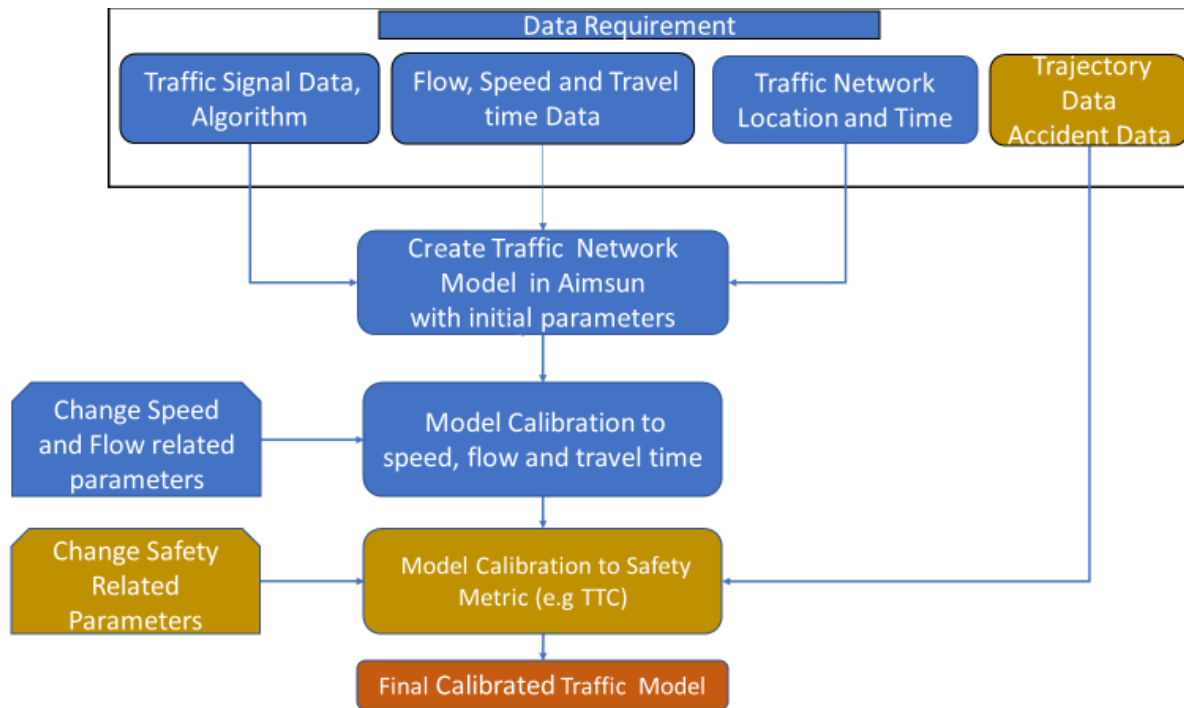 Data Requirement
Traffic Signal Data,
Algorithm
Flow, Speed and Travel
time Data
Traffic Network
Location and Time
Trajectory
Data
Accident Data
Create Traffic Network
Model in Aimsun
with initial parameters
Change Speed
and Flow related
parameters
Model Calibration to
speed, flow and travel time
Change Safety
Related
Parameters
Model Calibration to Safety
Metric (e.g TTC)
Final Calibrated Traffic Model